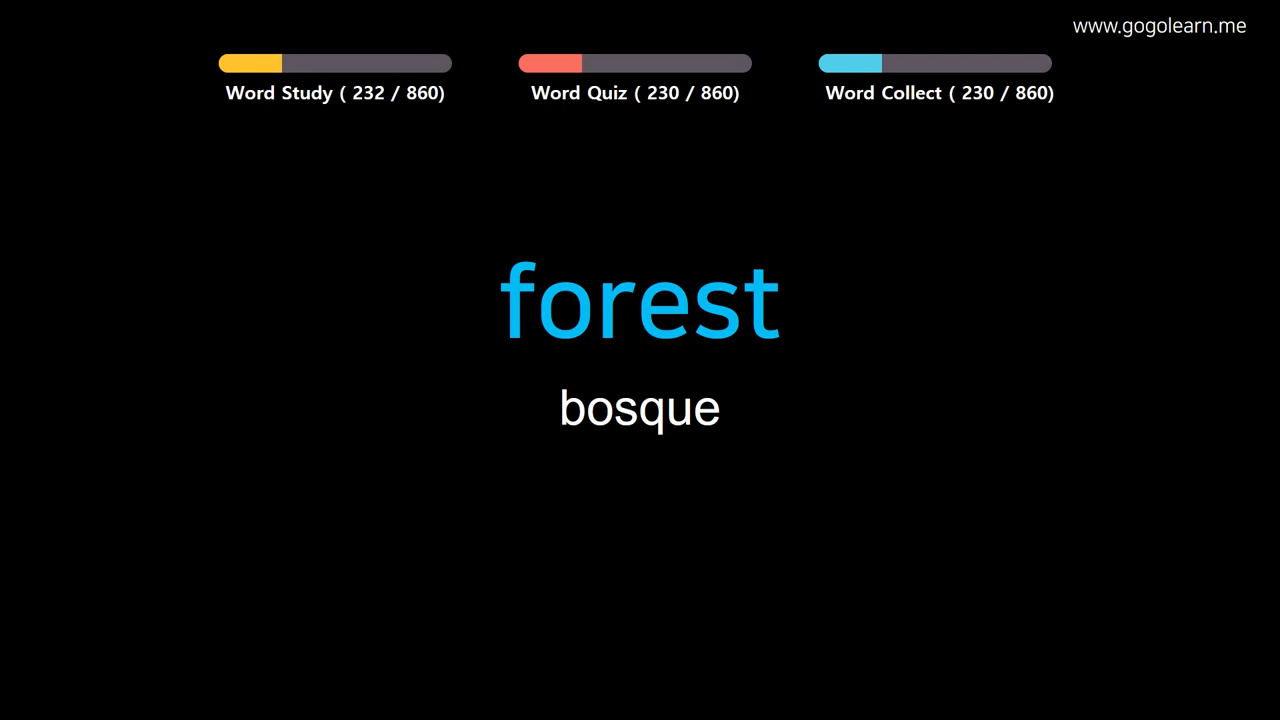 www.gogolearn.me
Word Study ( 232 / 860)
Word Quiz ( 230 / 860)
Word Collect ( 230 / 860)
forest
bosque